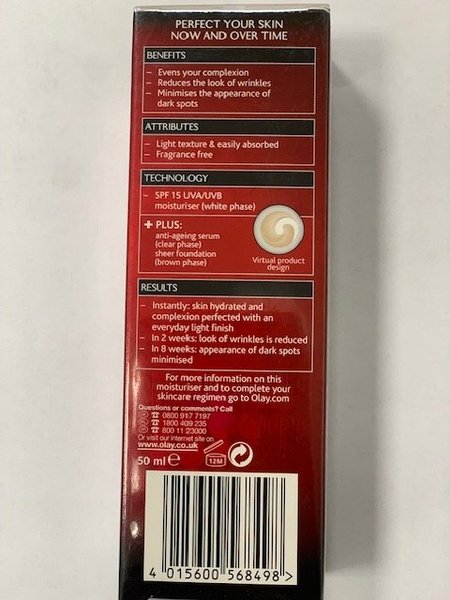 PERFECT YOUR SKIN
NOW AND OVER TIME
BENEFITS
– Evens your complexion
– Reduces the look of wrinkles
– Minimises the appearance of
dark spots
ATTRIBUTES
– Light texture & easily absorbed
– Fragrance free
TECHNOLOGY
– SPF 15 UVA/UVB
moisturiser (white phase)
+ PLUS:
anti-ageing serum
(clear phase)
sheer foundation
(brown phase)
Virtual product
design
RESULTS
– Instantly: skin hydrated and
complexion perfected with an
everyday light finish
– In 2 weeks: look of wrinkles is reduced
– In 8 weeks: appearance of dark spots
minimised
For more information on this
moisturiser and to complete your
skincare regimen go to Olay.com
Questions or comments? Call
0800 917 7197
1800 409 235
800 11 23000
Or visit our internet site on
www.olay.co.uk
50 ml e
12M
4 015600 568498 >